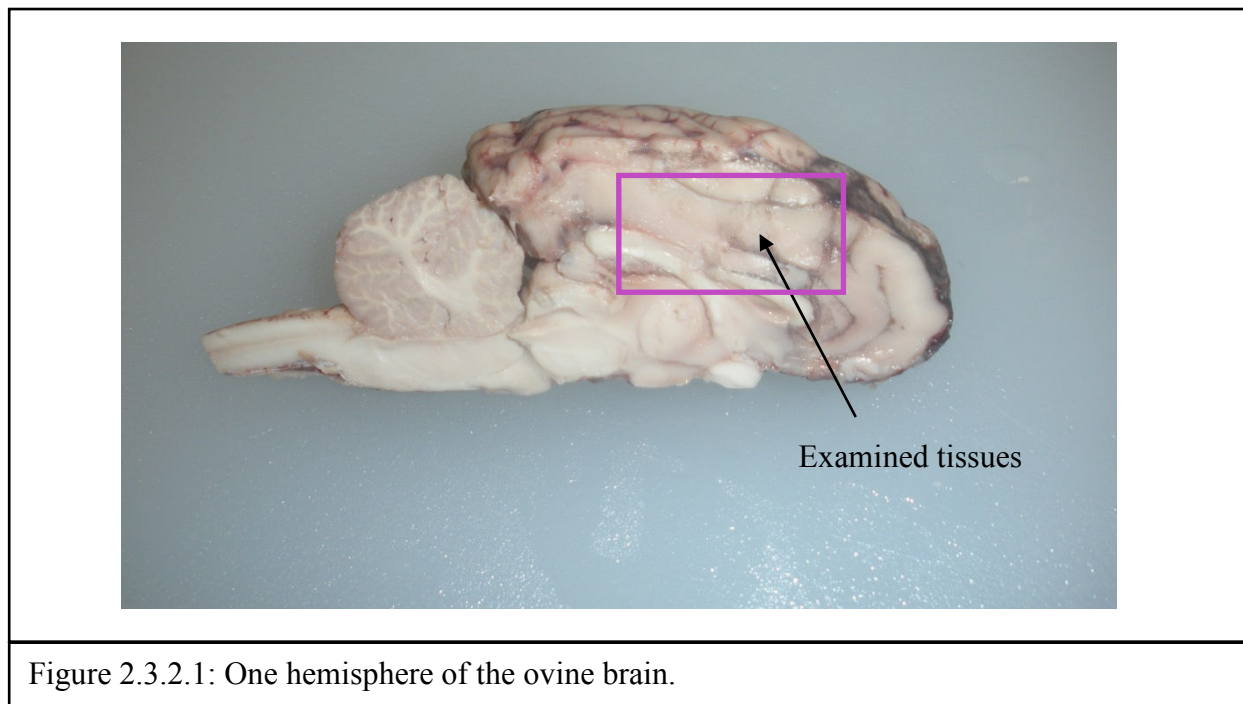 Examined tissues
Figure 2.3.2.1: One hemisphere of the ovine brain.